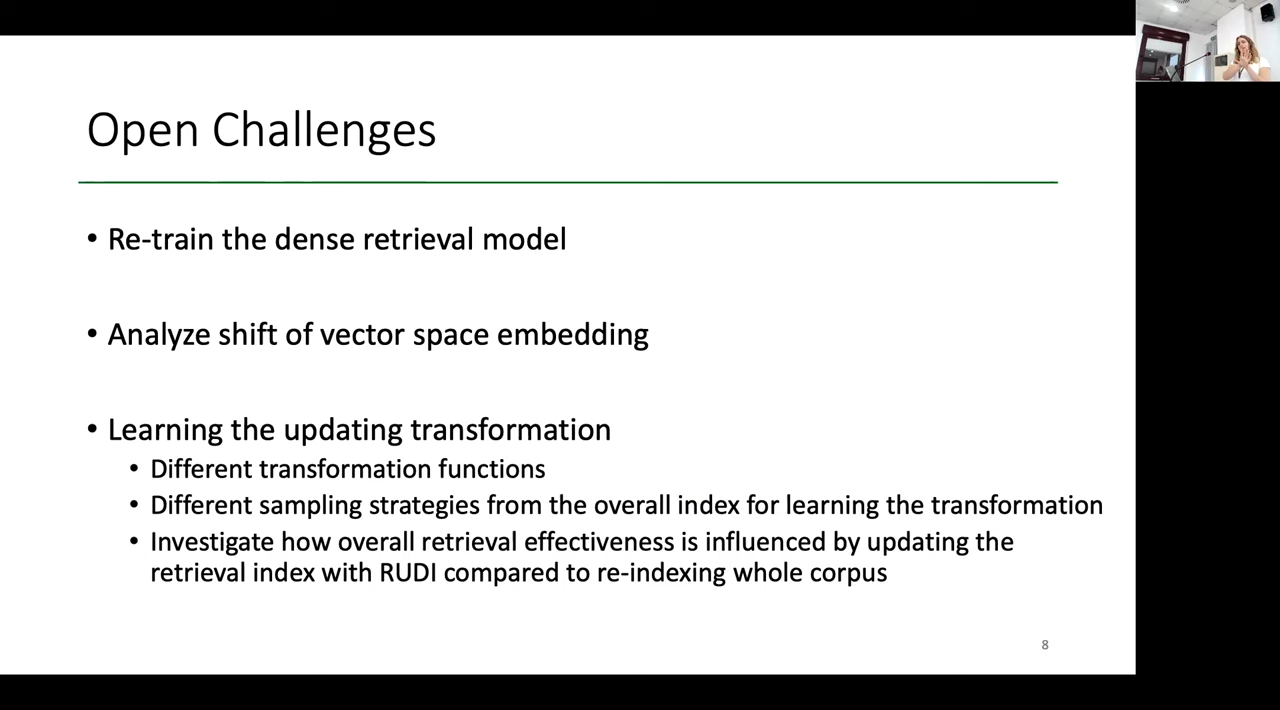 Open Challenges
• Re-train the dense retrieval model
• Analyze shift of vector space embedding
• Learning the updating transformation
• Different transformation functions
• Different sampling strategies from the overall index for learning the transformation
• Investigate how overall retrieval effectiveness is influenced by updating the
retrieval index with RUDI compared to re-indexing whole corpus
8